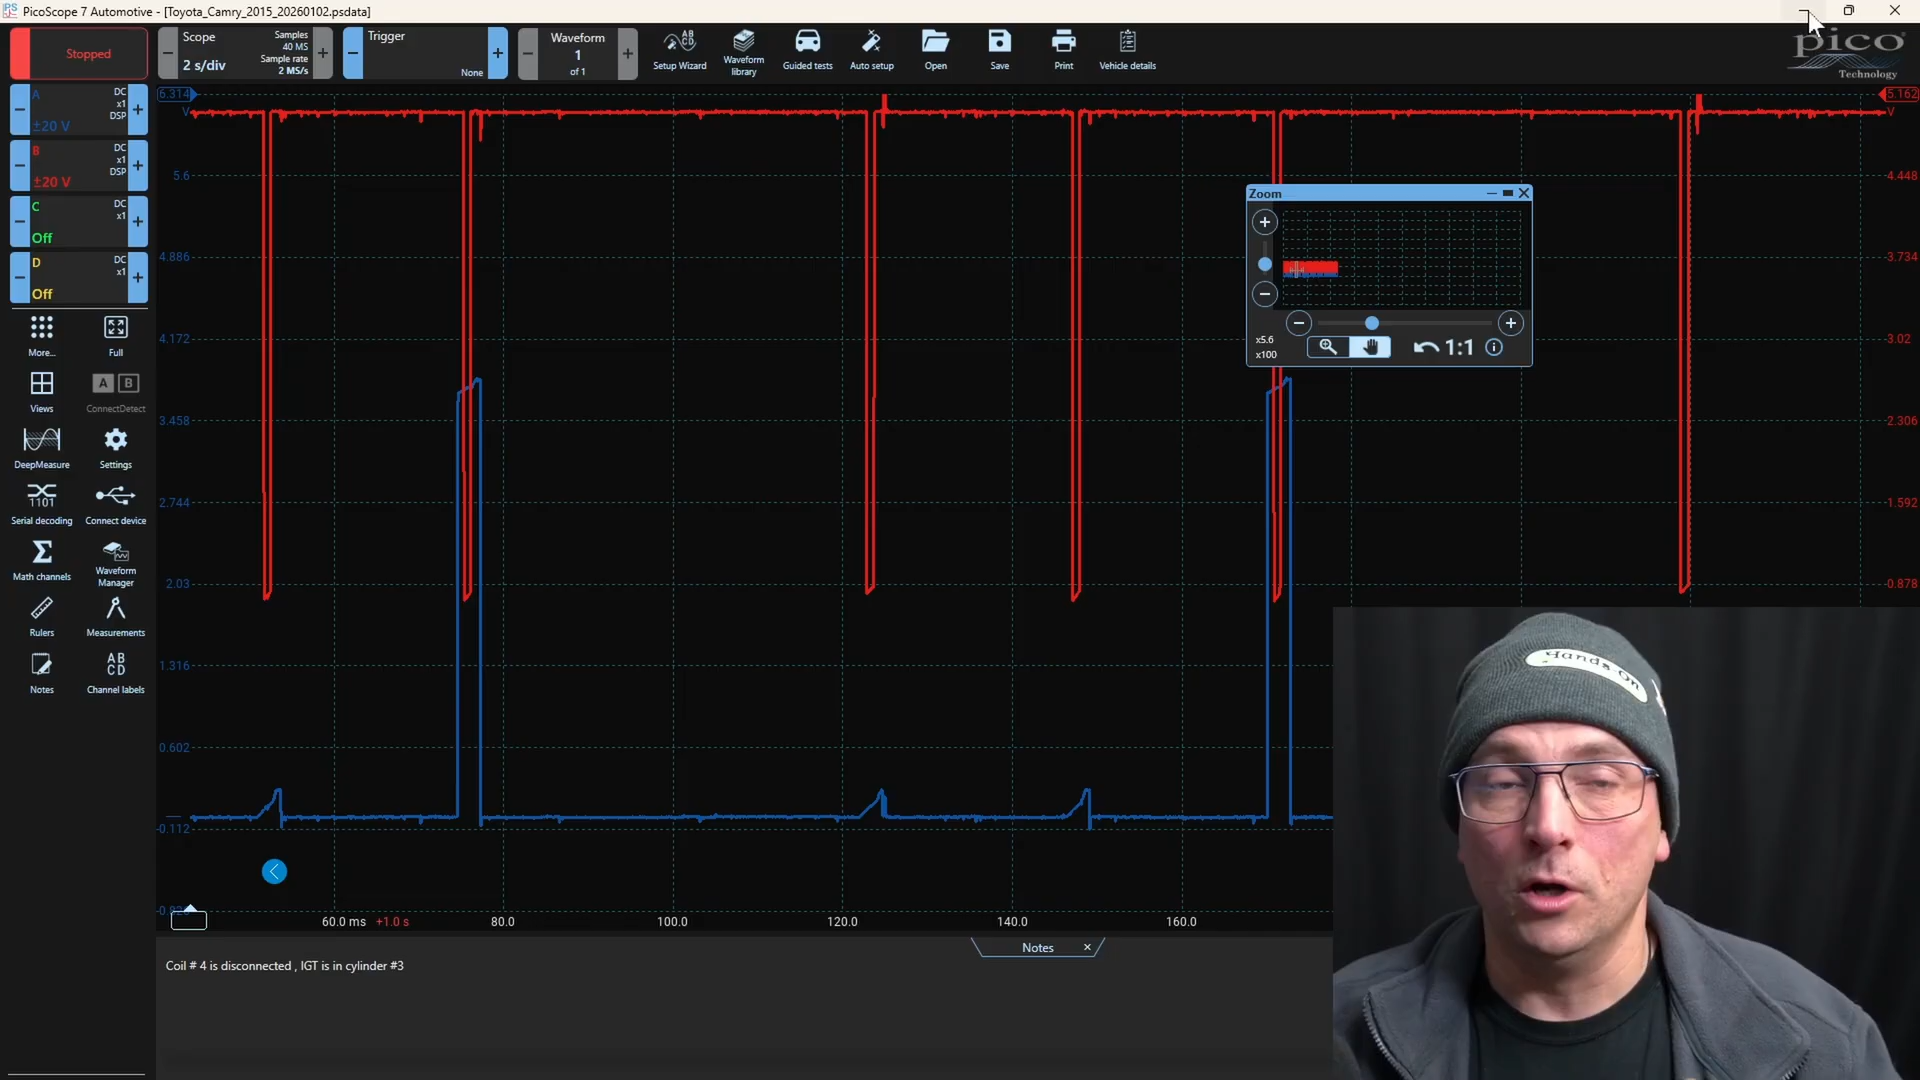 PicoScope 7 Automotive - [Toyota_Camry_2015_20260102.psdata]
Stopped
Scope
2 s/div
Samples
40 MS
Sample rate
2 MS/s
Trigger
None
Waveform
1
of 1
Setup Wizard
Waveform library
Guided tests
Auto setup
Open
Save
Print
Vehicle details
pico
Technology
A
DC
x1
DSP
±20 V
B
DC
x1
DSP
±20 V
C
DC
x1
Off
D
DC
x1
Off
More...
Full
Views
A B
ConnectDetect
DeepMeasure
Settings
1101
Serial decoding
Connect device
Math channels
Waveform Manager
Rulers
Measurements
Notes
AB
CD
Channel labels
6.314
V
5.6
4.886
4.172
3.458
2.744
2.03
1.316
0.602
-0.112
5.162
V
4.448
3.734
3.02
2.306
1.592
0.878
Zoom
x5.6
x100
1:1
60.0 ms
+1.0 s
80.0
100.0
120.0
140.0
160.0
Notes
Coil # 4 is disconnected , IGT is in cylinder #3
Hands-On